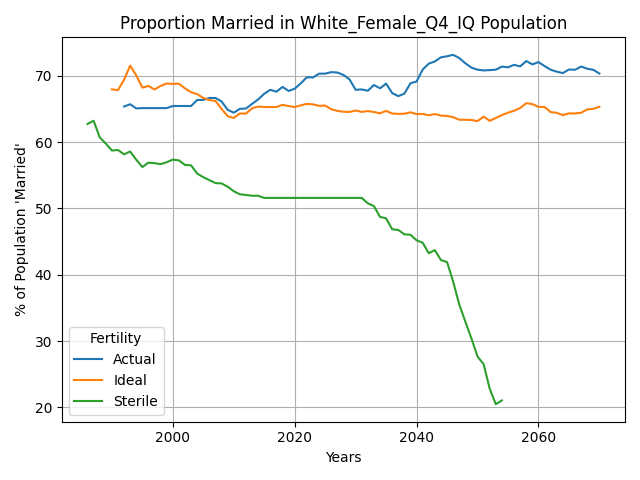 Proportion Married in White_Female_Q4_IQ Population
% of Population 'Married'
70
60
50
40
30
20
Fertility
Actual
Ideal
Sterile
2000
2020
2040
2060
Years